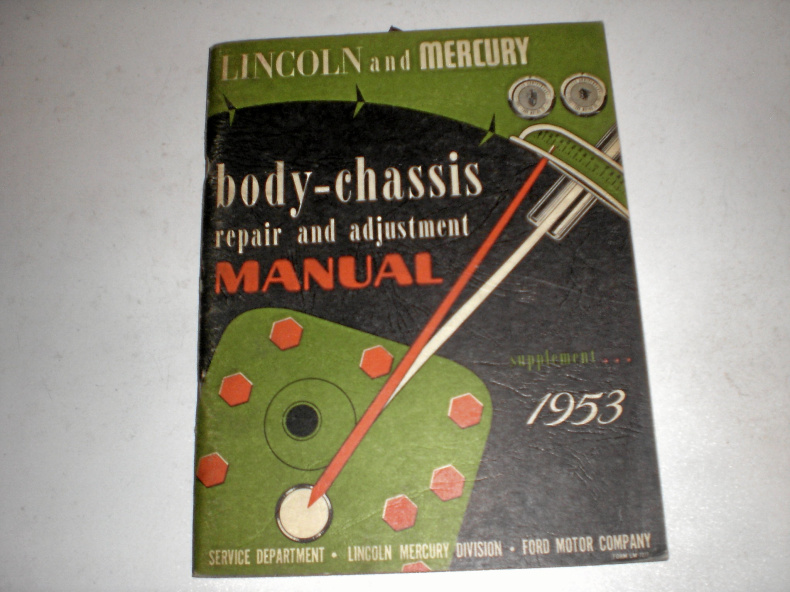 LINCOLN and MERCURY
body-chassis
repair and adjustment
MANUAL
supplement...
1953
SERVICE DEPARTMENT • LINCOLN MERCURY DIVISION • FORD MOTOR COMPANY